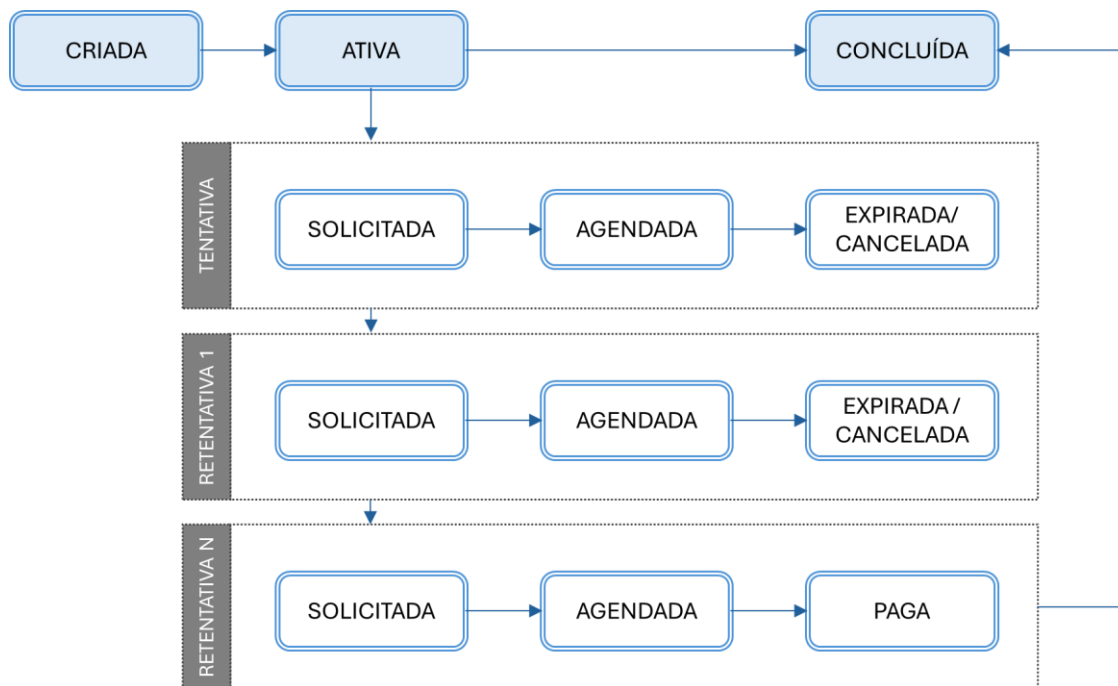 CRIADA
ATIVA
CONCLUÍDA
TENTATIVA
SOLICITADA
AGENDADA
EXPIRADA/
CANCELADA
RETENTATIVA 1
SOLICITADA
AGENDADA
EXPIRADA /
CANCELADA
RETENTATIVA N
SOLICITADA
AGENDADA
PAGA